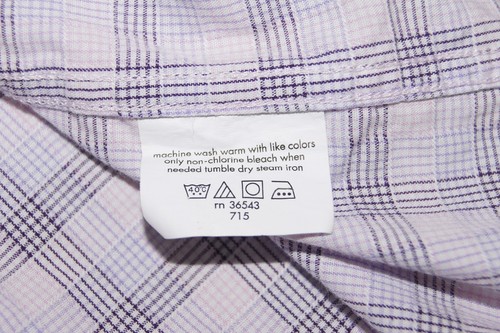 machine wash warm with like colors
only non-chlorine bleach when
needed tumble dry steam iron
40°C
rn 36543
715